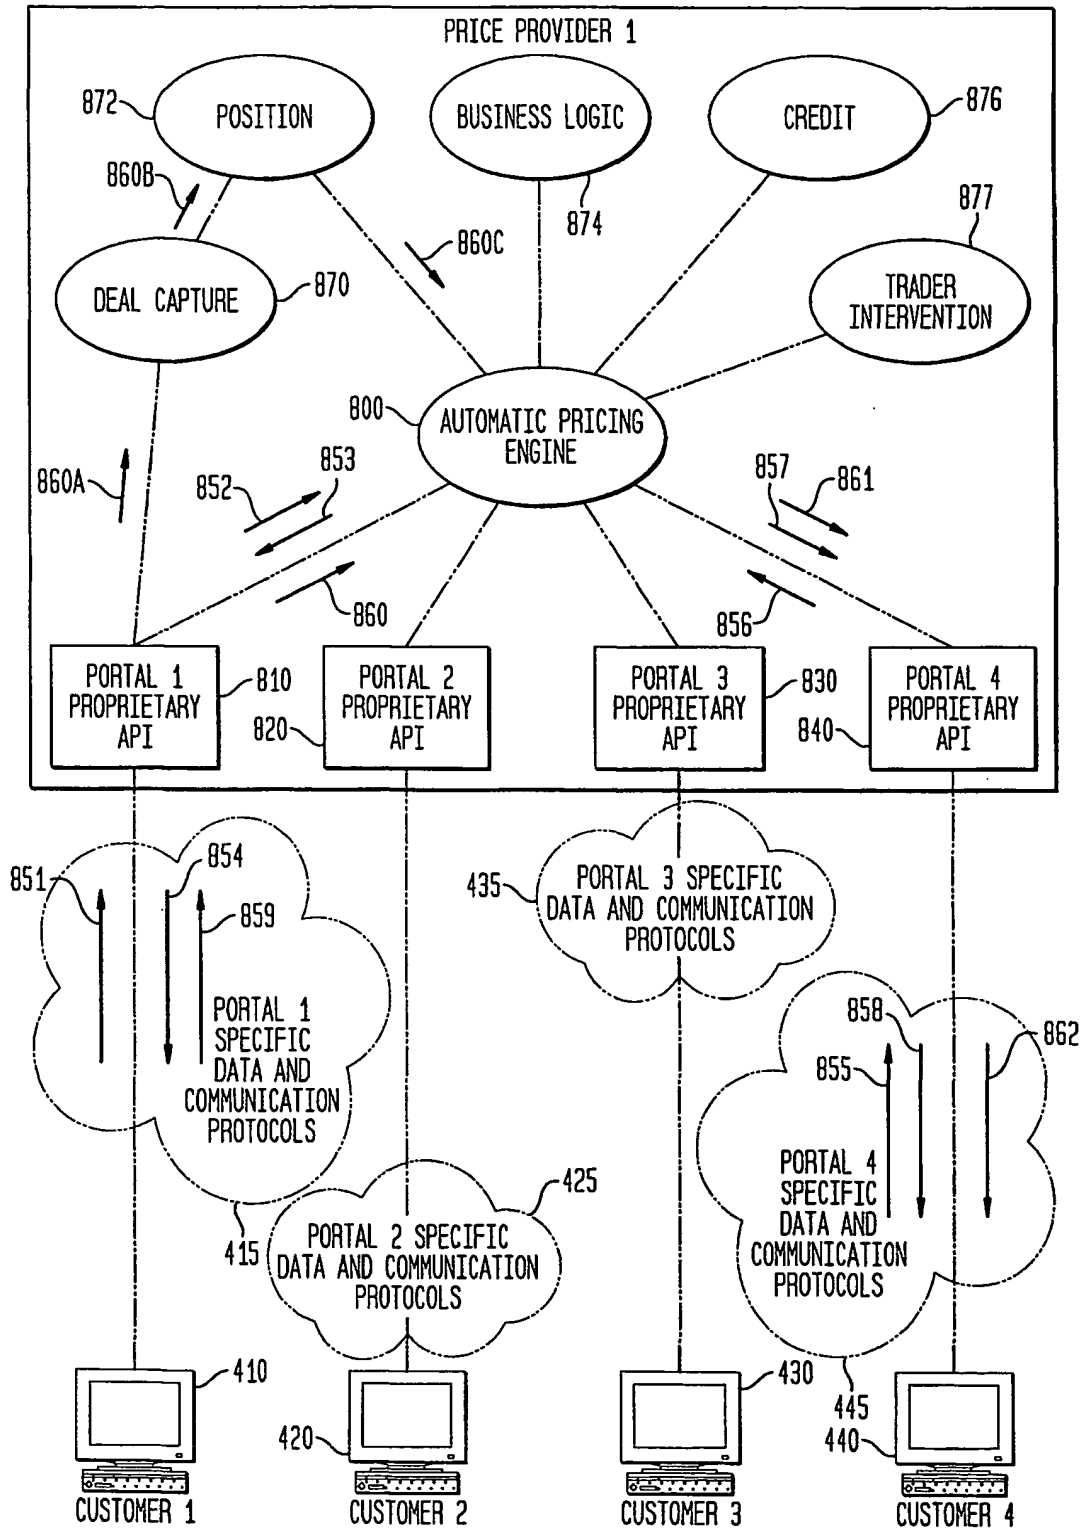 PRICE PROVIDER 1
872
POSITION
BUSINESS LOGIC
CREDIT
876
860B
874
877
860C
DEAL CAPTURE
870
TRADER
INTERVENTION
800
AUTOMATIC PRICING
ENGINE
860A
852
853
857
861
860
856
PORTAL 1
PROPRIETARY
API
810
820
PORTAL 2
PROPRIETARY
API
PORTAL 3
PROPRIETARY
API
830
840
PORTAL 4
PROPRIETARY
API
851
854
859
PORTAL 1
SPECIFIC
DATA AND
COMMUNICATION
PROTOCOLS
415
435
PORTAL 3 SPECIFIC
DATA AND COMMUNICATION
PROTOCOLS
858
862
855
PORTAL 4
SPECIFIC
DATA AND
COMMUNICATION
PROTOCOLS
445
425
PORTAL 2 SPECIFIC
DATA AND COMMUNICATION
PROTOCOLS
410
420
430
440
CUSTOMER 1
CUSTOMER 2
CUSTOMER 3
CUSTOMER 4